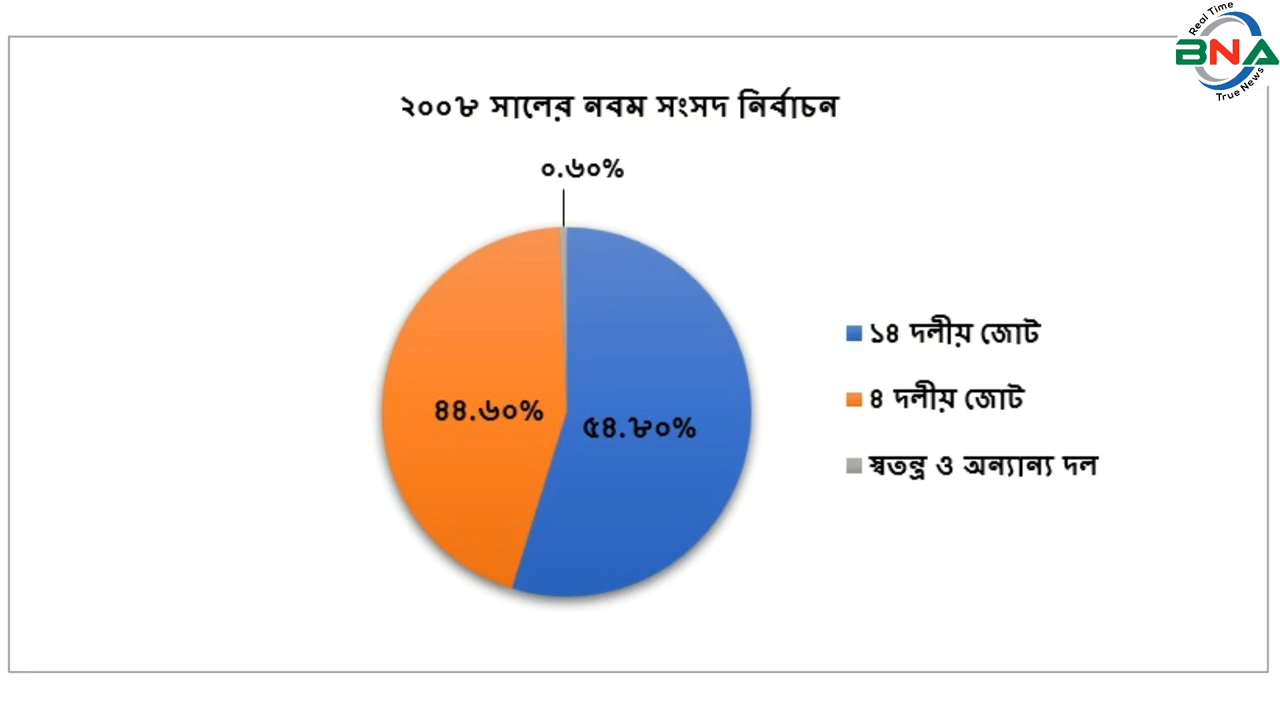 Real Time
BNA
True News
২০০৮ সালের নবম সংসদ নির্বাচন
০.৬০%
৪৪.৬০%
৫৪.৮০%
১৪ দলীয় জোট
৪ দলীয় জোট
স্বতন্ত্র ও অন্যান্য দল